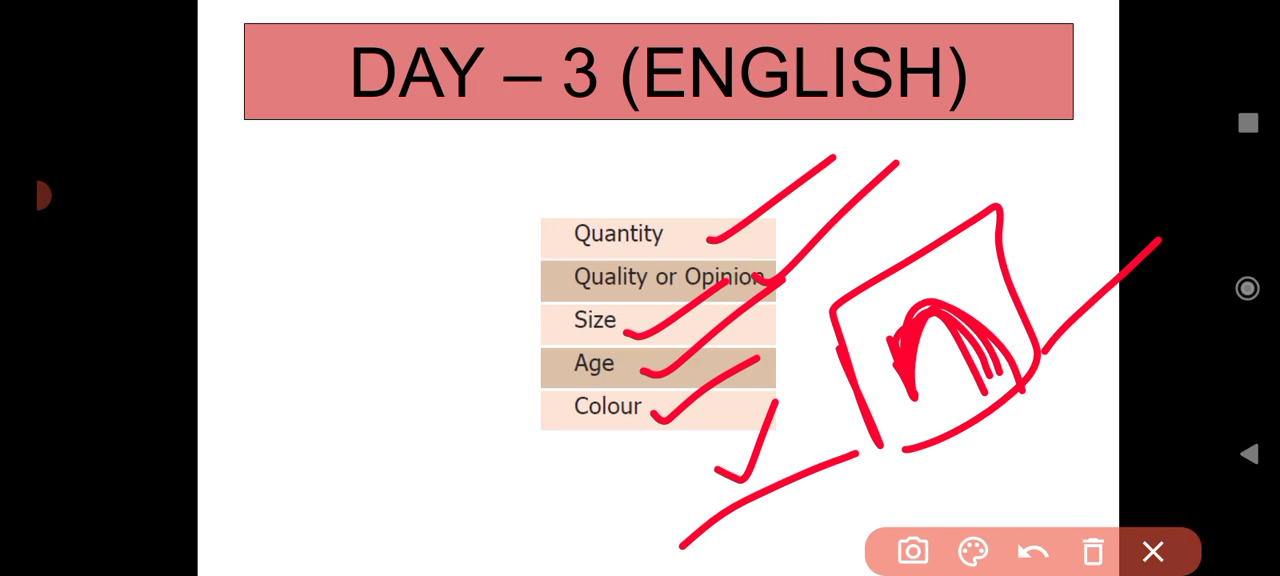 DAY – 3 (ENGLISH)
Quantity
Quality or Opinion
Size
Age
Colour